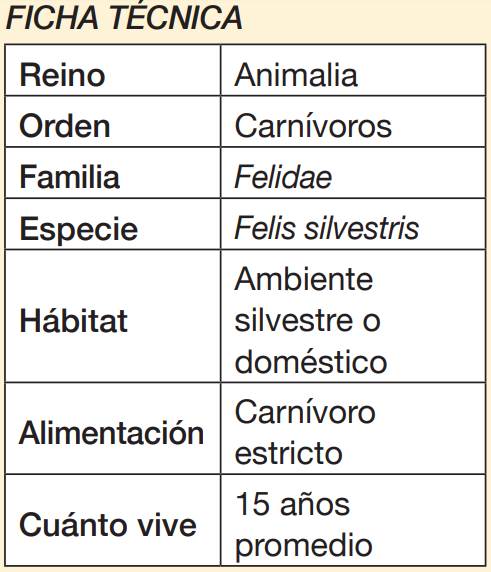 FICHA TÉCNICA
Reino Animalia
Orden Carnívoros
Familia Felidae
Especie Felis silvestris
Hábitat Ambiente
silvestre o
doméstico
Alimentación Carnívoro
estricto
Cuánto vive 15 años
promedio